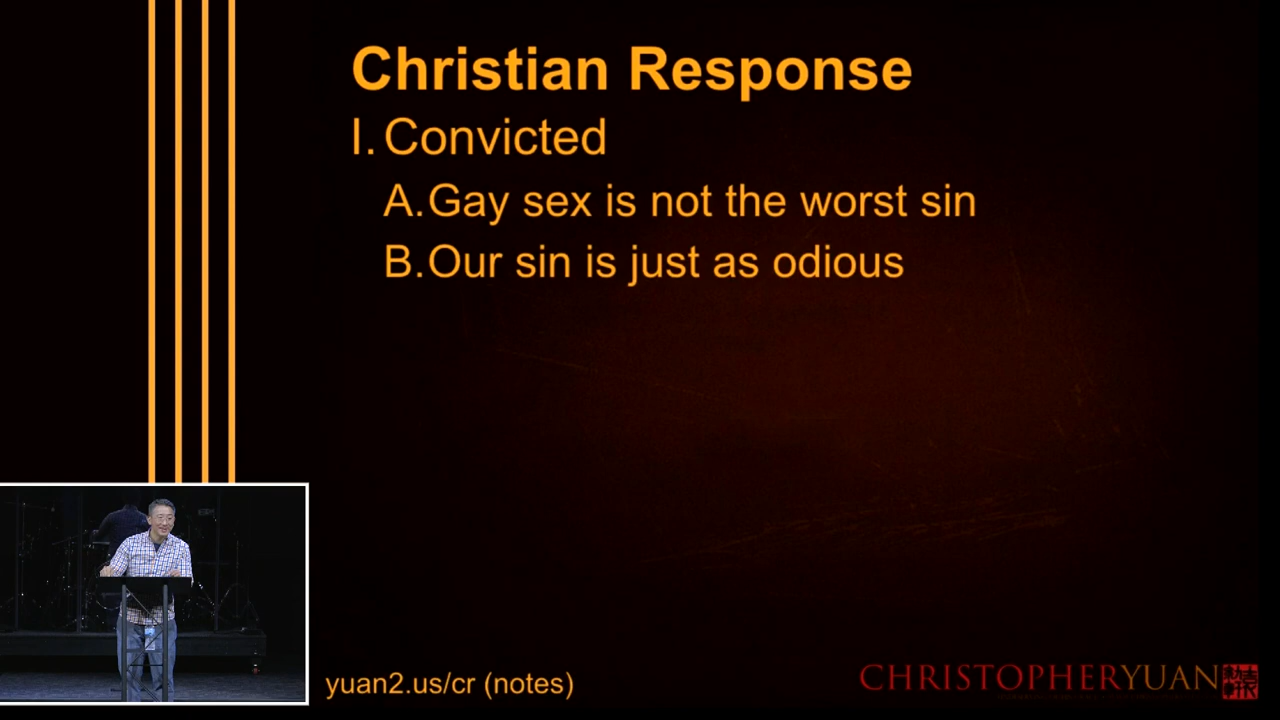 Christian Response
I. Convicted
A. Gay sex is not the worst sin
B. Our sin is just as odious
yuan2.us/cr (notes)
CHRISTOPHERYUAN